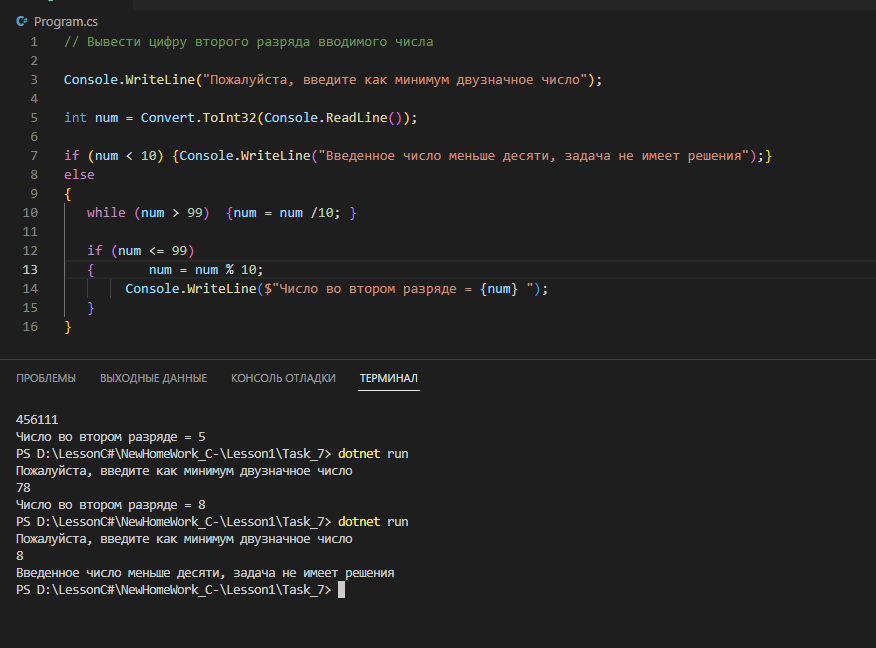 C# Program.cs
1 // Вывести цифру второго разряда вводимого числа
2
3 Console.WriteLine("Пожалуйста, введите как минимум двузначное число");
4
5 int num = Convert.ToInt32(Console.ReadLine());
6
7 if (num < 10) {Console.WriteLine("Введенное число меньше десяти, задача не имеет решения");}
8 else
9 {
10 while (num > 99) {num = num /10; }
11
12 if (num <= 99)
13 { num = num % 10;
14 Console.WriteLine($"Число во втором разряде = {num} ");
15 }
16 }
ПРОБЛЕМЫ ВЫХОДНЫЕ ДАННЫЕ КОНСОЛЬ ОТЛАДКИ ТЕРМИНАЛ
456111
Число во втором разряде = 5
PS D:\LessonC#\NewHomeWork_C-\Lesson1\Task_7> dotnet run
Пожалуйста, введите как минимум двузначное число
78
Число во втором разряде = 8
PS D:\LessonC#\NewHomeWork_C-\Lesson1\Task_7> dotnet run
Пожалуйста, введите как минимум двузначное число
8
Введенное число меньше десяти, задача не имеет решения
PS D:\LessonC#\NewHomeWork_C-\Lesson1\Task_7>